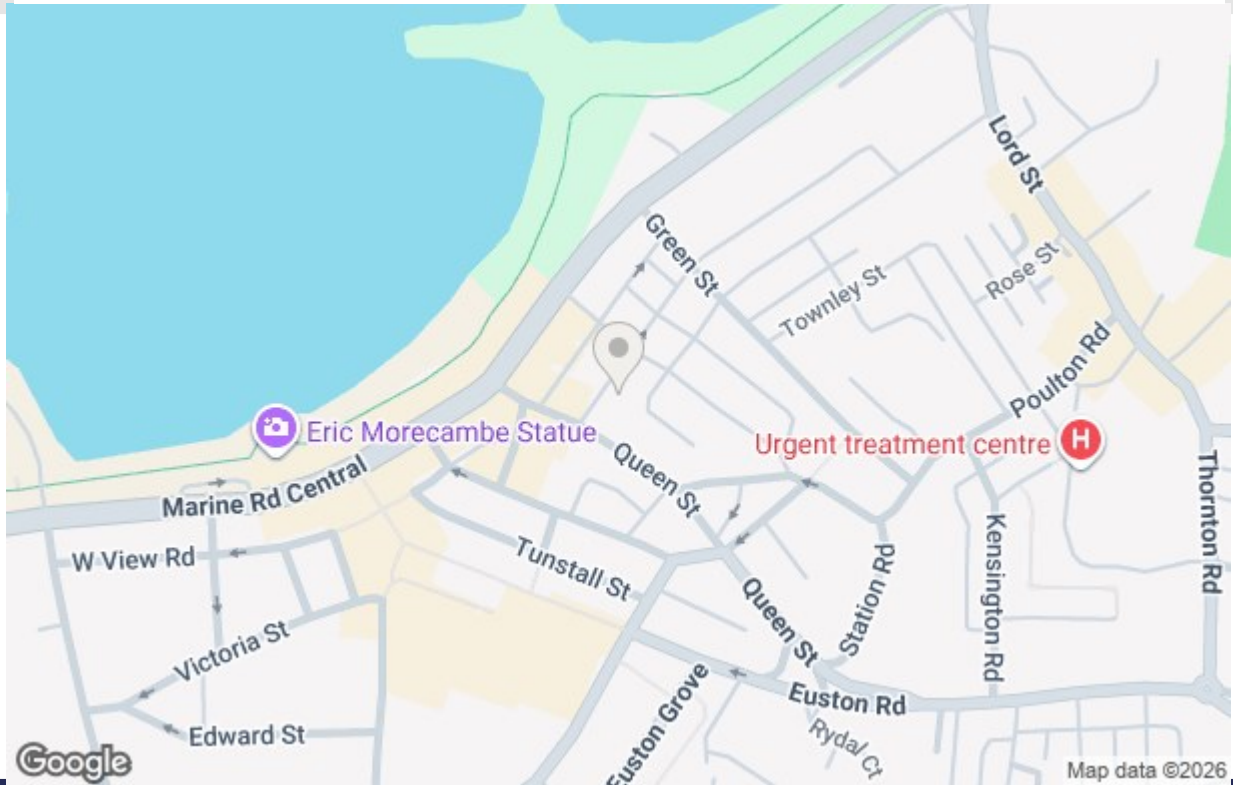 Lord St
Green St
Rose St
Townley St
Poulton Rd
Eric Morecambe Statue
Urgent treatment centre
H
Queen St
Marine Rd Central
Thornton Rd
W View Rd
Tunstall St
Kensington Rd
Station Rd
Queen St
Victoria St
Euston Rd
Euston Grove
Edward St
Rydal Ct
Google
Map data ©2026